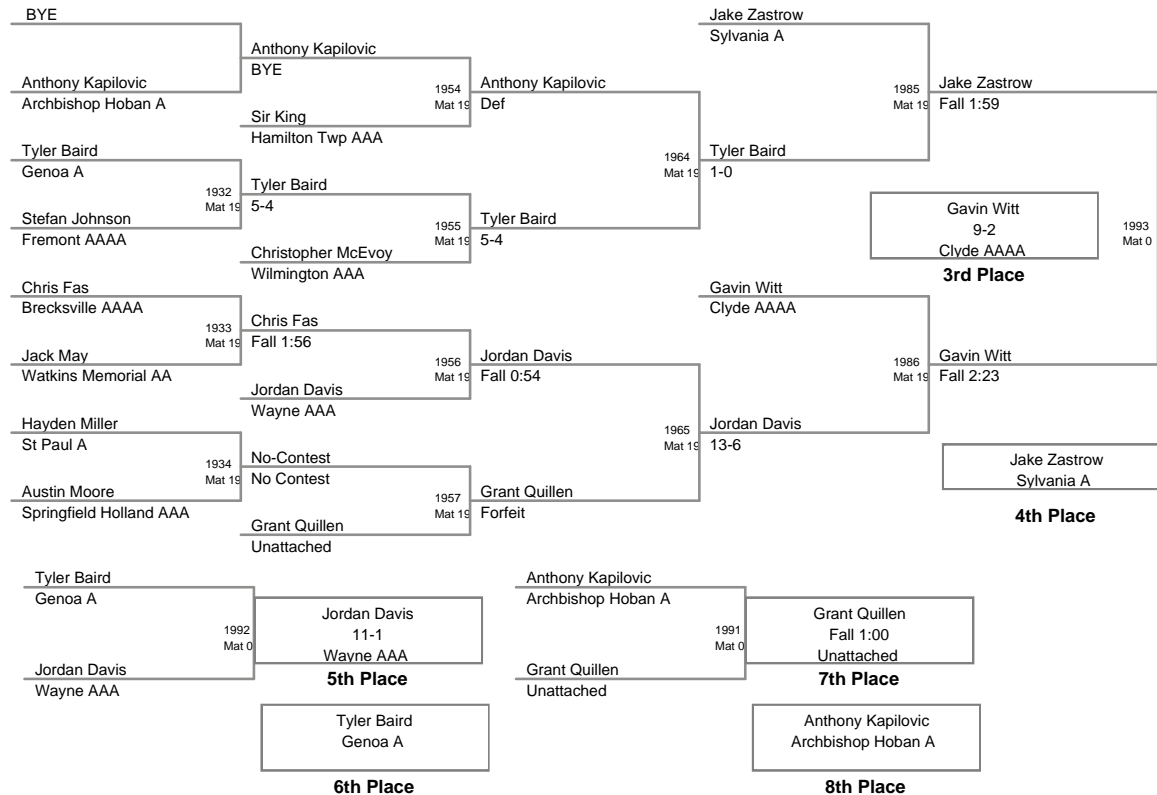 BYE
Anthony Kapilovic
Archbishop Hoban A
Tyler Baird
Genoa A
Stefan Johnson
Fremont AAAA
Chris Fas
Brecksville AAAA
Jack May
Watkins Memorial AA
Hayden Miller
St Paul A
Austin Moore
Springfield Holland AAA
1932
Mat 19
1933
Mat 19
1934
Mat 19
Anthony Kapilovic
BYE
Sir King
Hamilton Twp AAA
Tyler Baird
5-4
Christopher McEvoy
Wilmington AAA
Chris Fas
Fall 1:56
Jordan Davis
Wayne AAA
No-Contest
No Contest
Grant Quillen
Unattached
1954
Mat 19
1955
Mat 19
1956
Mat 19
1957
Mat 19
Anthony Kapilovic
Def
Tyler Baird
5-4
Jordan Davis
Fall 0:54
Grant Quillen
Forfeit
1964
Mat 19
1965
Mat 19
Jake Zastrow
Sylvania A
Tyler Baird
1-0
Gavin Witt
Clyde AAAA
Jordan Davis
13-6
1985
Mat 19
1986
Mat 19
Jake Zastrow
Fall 1:59
Gavin Witt
Fall 2:23
1993
Mat 0
Gavin Witt
9-2
Clyde AAAA
3rd Place
Jake Zastrow
Sylvania A
4th Place
Tyler Baird
Genoa A
Jordan Davis
Wayne AAA
1992
Mat 0
Jordan Davis
11-1
Wayne AAA
5th Place
Tyler Baird
Genoa A
6th Place
Anthony Kapilovic
Archbishop Hoban A
Grant Quillen
Unattached
1991
Mat 0
Grant Quillen
Fall 1:00
Unattached
7th Place
Anthony Kapilovic
Archbishop Hoban A
8th Place